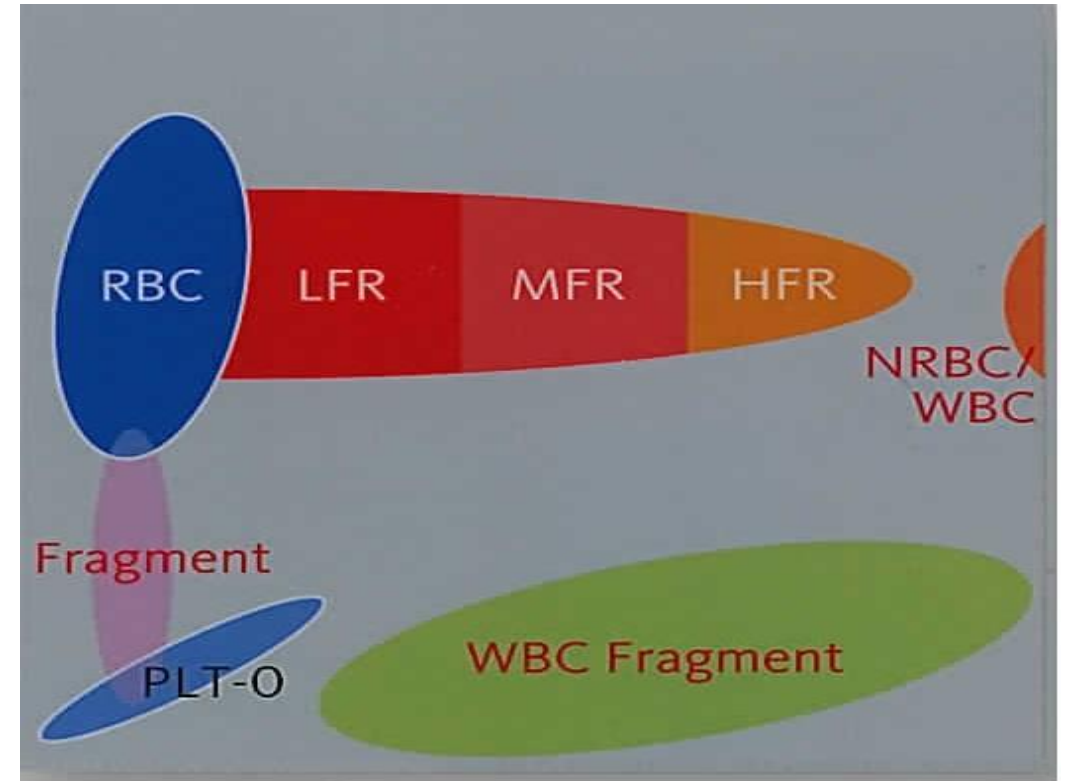 RBC
LFR
MFR
HFR
NRBC/
WBC
Fragment
WBC Fragment
PLT-O